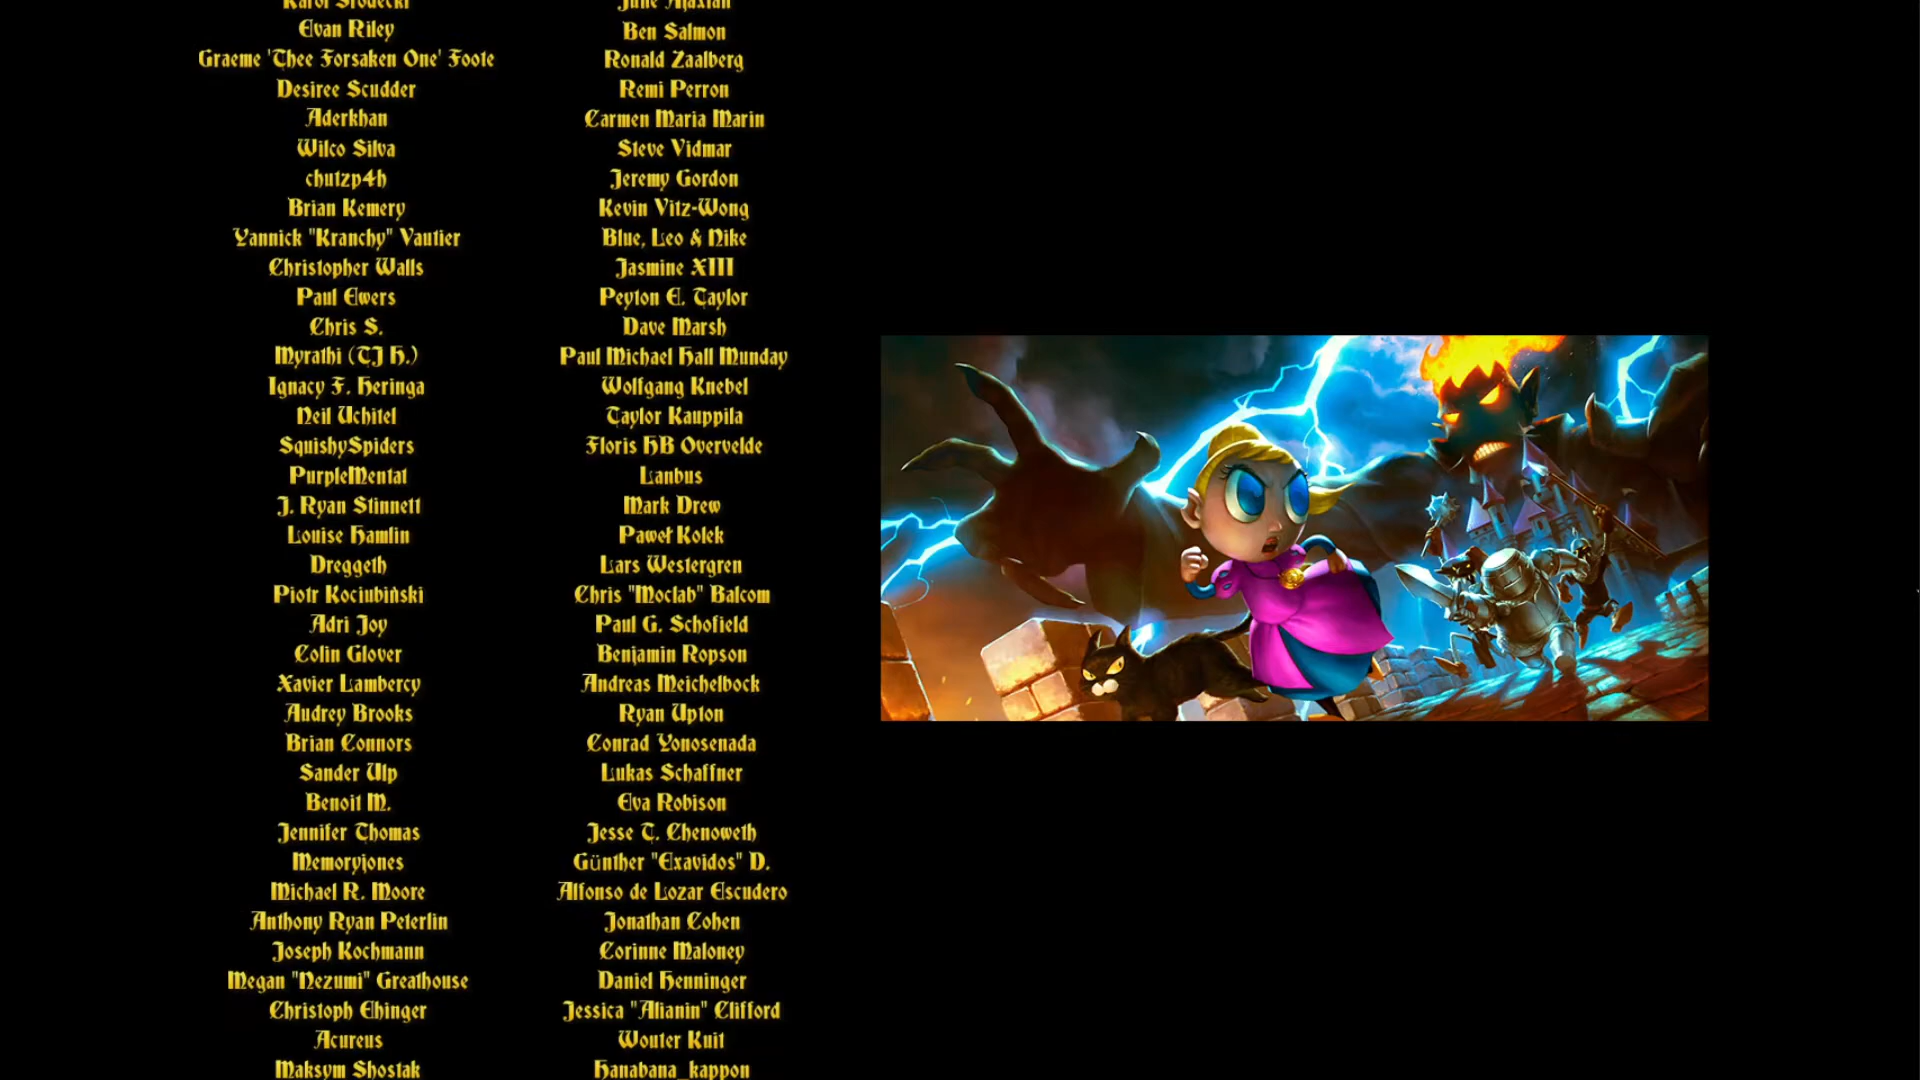 Evan Riley
Graeme 'Thee Forsaken One' Foote
Desiree Scudder
Aderkhan
Wilco Silva
chutzp4h
Brian Kemery
Yannick "Kranchy" Vautier
Christopher Walls
Paul Ewers
Chris S.
Myrathi (TJ H.)
Ignacy F. Heringa
Neil Uchitel
SquishySpiders
PurpleMentat
J. Ryan Stinnett
Louise Hamlin
Dreggeth
Piotr Kociubiński
Adri Joy
Colin Glover
Xavier Lambercy
Audrey Brooks
Brian Connors
Sander Ulp
Benoit M.
Jennifer Thomas
Memoryjones
Michael R. Moore
Anthony Ryan Peterlin
Joseph Kochmann
Megan "Nezumi" Greathouse
Christoph Ehinger
Acureus
Maksym Shostak
June Ajaxian
Ben Salmon
Ronald Zaalberg
Remi Perron
Carmen Maria Marin
Steve Vidmar
Jeremy Gordon
Kevin Vitz-Wong
Blue, Leo & Nike
Jasmine XIII
Peyton E. Taylor
Dave Marsh
Paul Michael Hall Munday
Wolfgang Knebel
Taylor Kauppila
Floris HB Overvelde
Lanbus
Mark Drew
Paweł Kolek
Lars Westergren
Chris "Moclab" Balcom
Paul G. Schofield
Benjamin Ropson
Andreas Meichelbock
Ryan Upton
Conrad Yonosenada
Lukas Schaffner
Eva Robison
Jesse T. Chenoweth
Günther "Exavidos" D.
Alfonso de Lozar Escudero
Jonathan Cohen
Corinne Maloney
Daniel Henninger
Jessica "Alianin" Clifford
Wouter Kuit
Hanabana_kappon